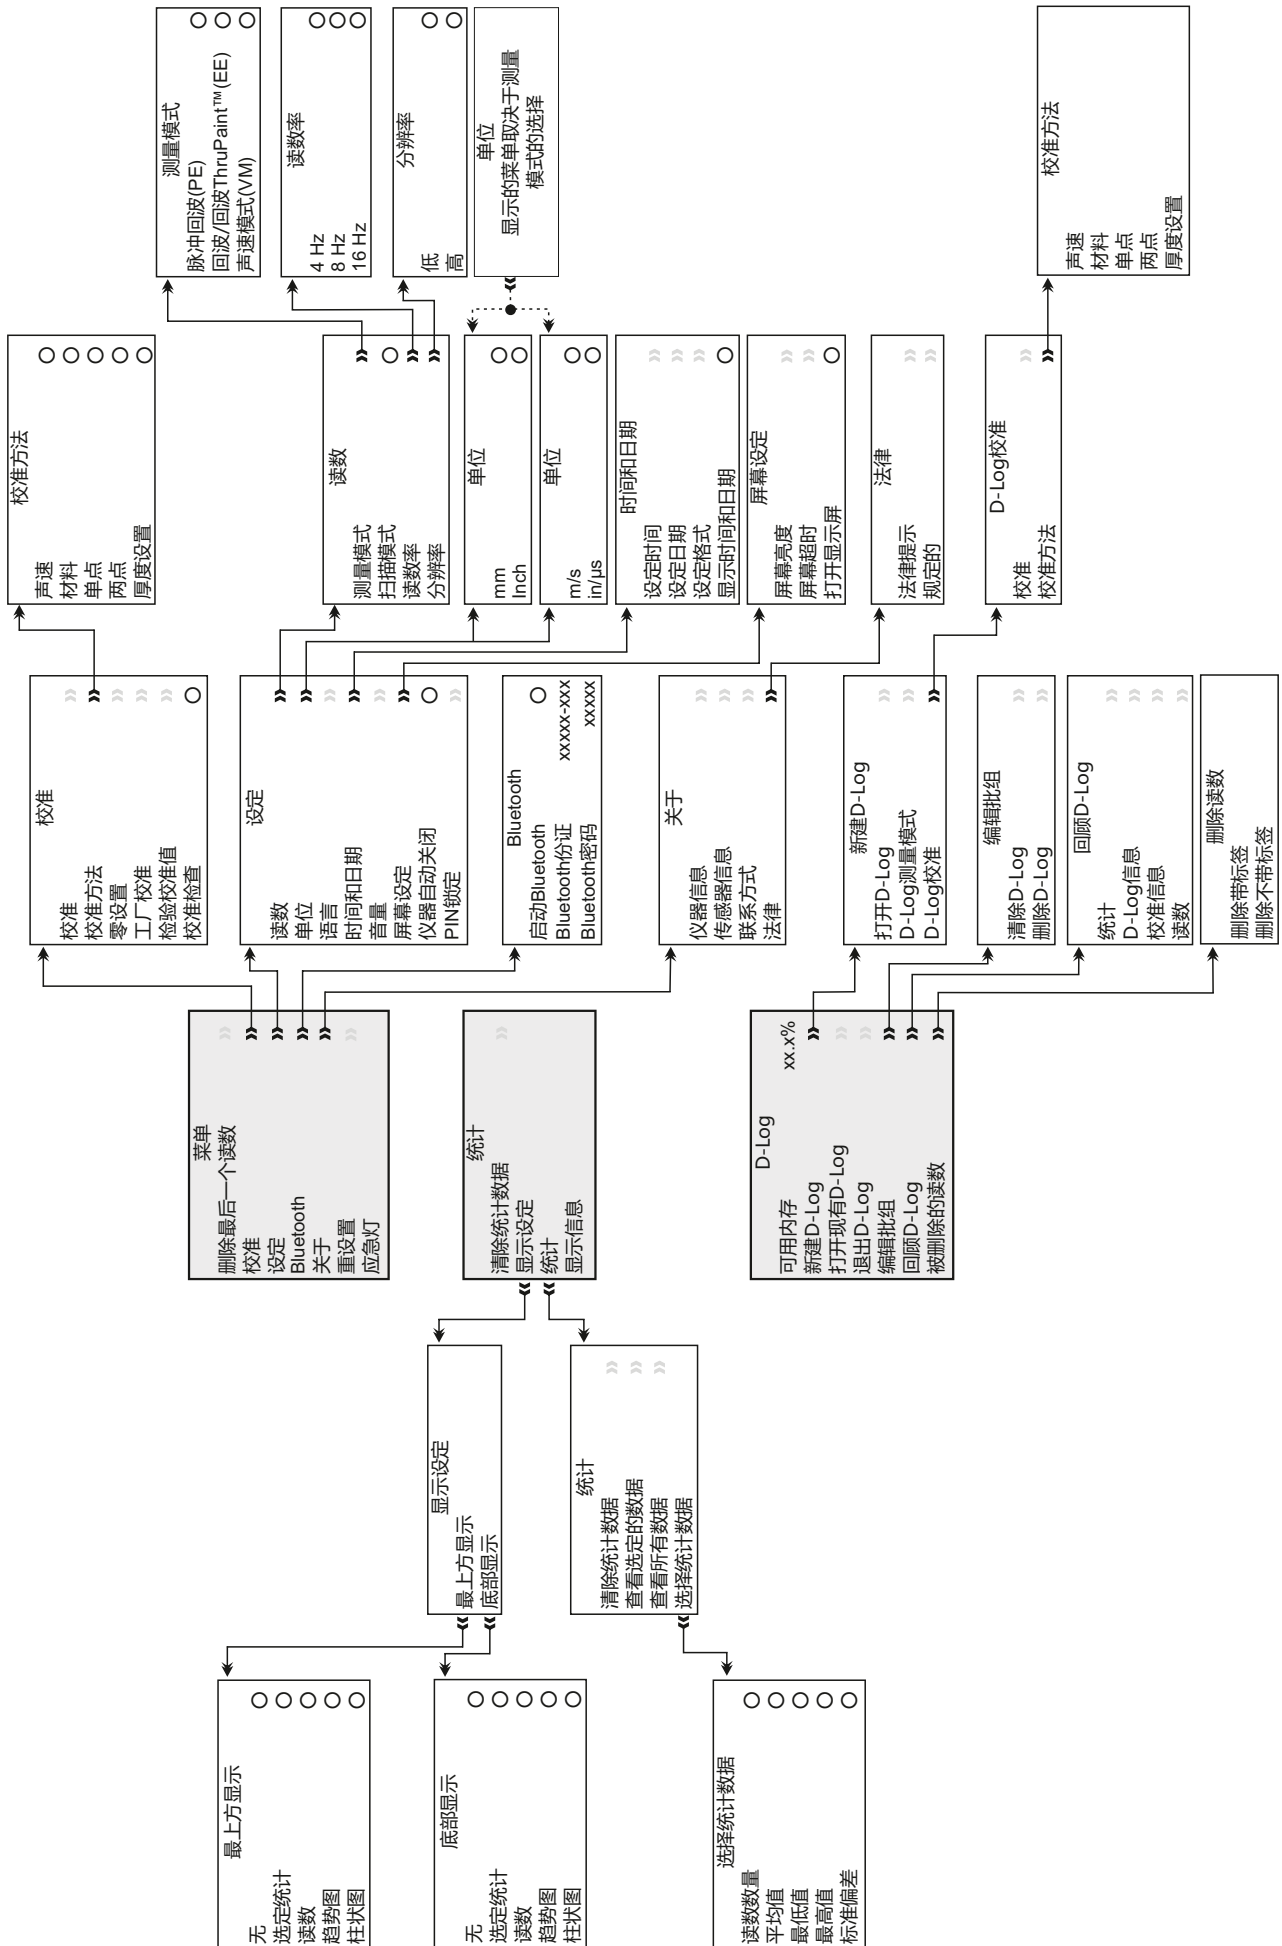 菜单
删除最后一个读数
校准
设定
Bluetooth
关于
重设置
应急灯
校准
校准
校准方法
零设置
工厂校准
检验校准值
校准检查
校准方法
声速
材料
单点
两点
厚度设置
设定
读数
单位
语言
时间和日期
音量
屏幕设定
仪器自动关闭
PIN锁定
读数
测量模式
扫描模式
读数率
分辨率
测量模式
脉冲回波(PE)
回波/回波ThruPaint™(EE)
声速模式(VM)
读数率
4 Hz
8 Hz
16 Hz
分辨率
低
高
单位
显示的菜单取决于测量
模式的选择
单位
mm
Inch
单位
m/s
in/µs
时间和日期
设定时间
设定日期
设定格式
显示时间和日期
屏幕设定
屏幕亮度
屏幕超时
打开显示屏
Bluetooth
启动Bluetooth
Bluetooth份证 xxxxx-xxx
Bluetooth密码 xxxxx
关于
仪器信息
传感器信息
联系方式
法律
法律
法律提示
规定的
统计
清除统计数据
显示设定
统计
显示信息
显示设定
最上方显示
底部显示
最上方显示
无
选定统计
读数
趋势图
柱状图
底部显示
无
选定统计
读数
趋势图
柱状图
统计
清除统计数据
查看选定的数据
查看所有数据
选择统计数据
选择统计数据
读数数量
平均值
最低值
最高值
标准偏差
D-Log
可用内存 xx.x%
新建D-Log
打开现有D-Log
退出D-Log
编辑批组
回顾D-Log
被删除的读数
新建D-Log
打开D-Log
D-Log测量模式
D-Log校准
D-Log校准
校准
校准方法
校准方法
声速
材料
单点
两点
厚度设置
编辑批组
清除D-Log
删除D-Log
回顾D-Log
统计
D-Log信息
校准信息
读数
删除读数
删除带标签
删除不带标签